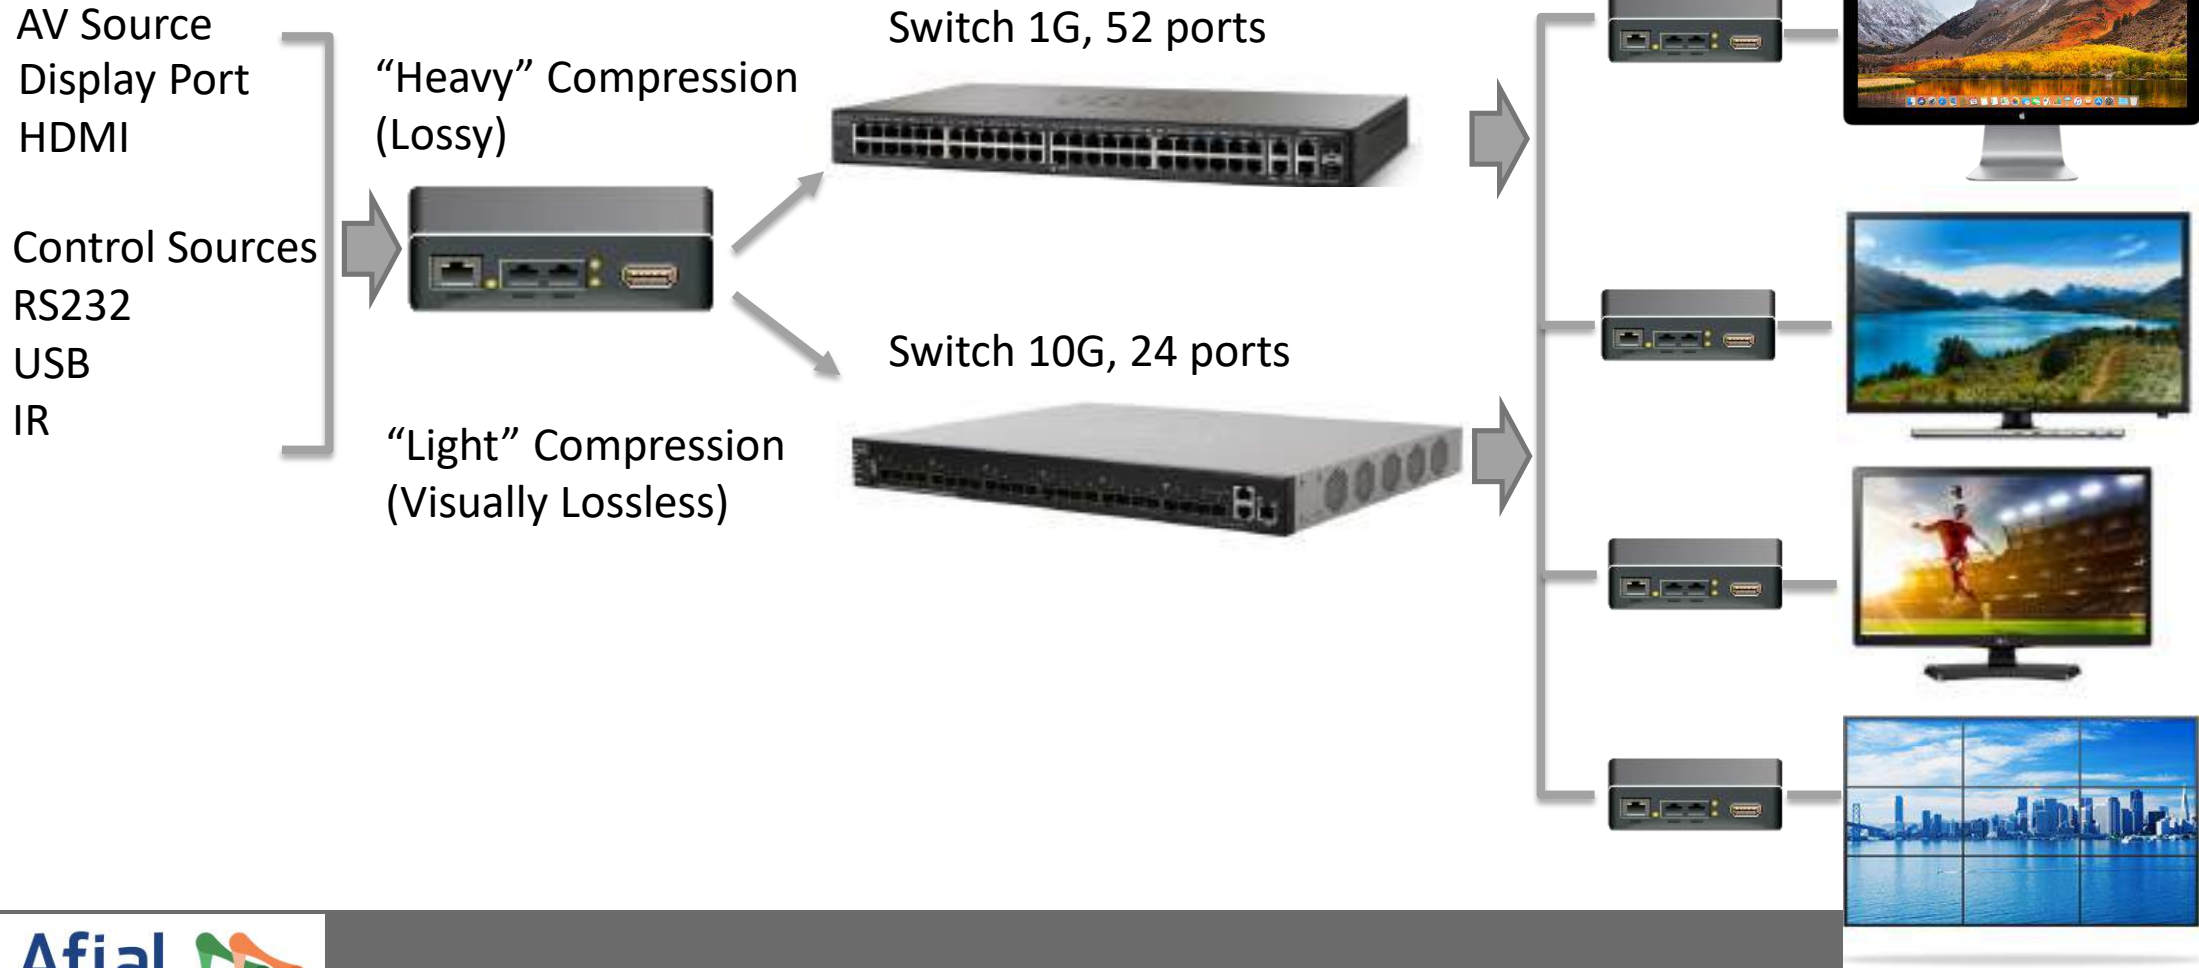 AV Source
Display Port
HDMI
Control Sources
RS232
USB
IR
“Heavy” Compression
(Lossy)
“Light” Compression
(Visually Lossless)
Switch 1G, 52 ports
Switch 10G, 24 ports
Afial